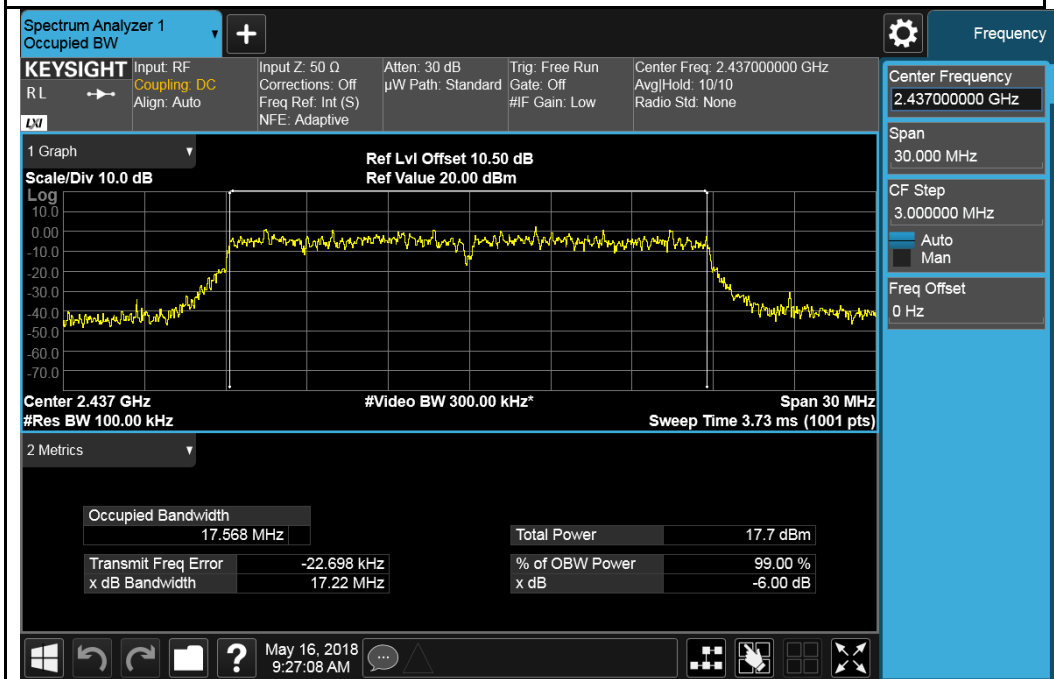 Spectrum Analyzer 1
Occupied BW
Frequency
KEYSIGHT
R L
LXI
Input: RF
Coupling: DC
Align: Auto
Input Z: 50 Ω
Corrections: Off
Freq Ref: Int (S)
NFE: Adaptive
Atten: 30 dB
µW Path: Standard
Trig: Free Run
Gate: Off
#IF Gain: Low
Center Freq: 2.437000000 GHz
Avg|Hold: 10/10
Radio Std: None
Center Frequency
2.437000000 GHz
Span
30.000 MHz
CF Step
3.000000 MHz
Auto
Man
Freq Offset
0 Hz
1 Graph
Scale/Div 10.0 dB
Ref Lvl Offset 10.50 dB
Ref Value 20.00 dBm
Log
10.0
0.00
-10.0
-20.0
-30.0
-40.0
-50.0
-60.0
-70.0
Center 2.437 GHz
#Video BW 300.00 kHz*
Span 30 MHz
#Res BW 100.00 kHz
Sweep Time 3.73 ms (1001 pts)
2 Metrics
Occupied Bandwidth
17.568 MHz
Total Power 17.7 dBm
Transmit Freq Error -22.698 kHz
% of OBW Power 99.00 %
x dB Bandwidth 17.22 MHz
x dB -6.00 dB
?
May 16, 2018
9:27:08 AM